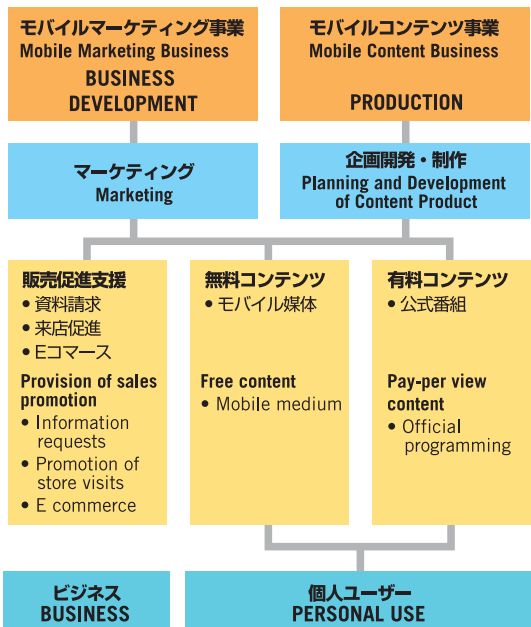 モバイルマーケティング事業
Mobile Marketing Business
BUSINESS
DEVELOPMENT
モバイルコンテンツ事業
Mobile Content Business
PRODUCTION
マーケティング
Marketing
企画開発・制作
Planning and Development
of Content Product
販売促進支援
• 資料請求
• 来店促進
• Eコマース
Provision of sales
promotion
• Information
requests
• Promotion of
store visits
• E commerce
無料コンテンツ
• モバイル媒体
Free content
• Mobile medium
有料コンテンツ
• 公式番組
Pay-per view
content
• Official
programming
ビジネス
BUSINESS
個人ユーザー
PERSONAL USE